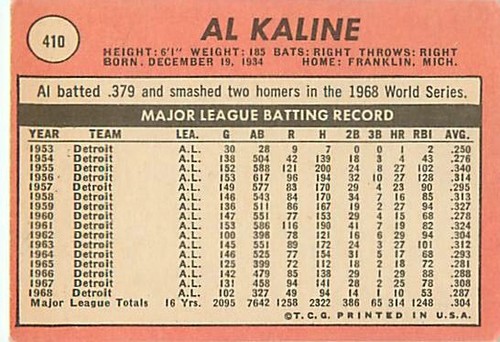 410
AL KALINE
HEIGHT: 6'1" WEIGHT: 185 BATS: RIGHT THROWS: RIGHT
BORN, DECEMBER 19, 1934 HOME: FRANKLIN, MICH.
Al batted .379 and smashed two homers in the 1968 World Series.
MAJOR LEAGUE BATTING RECORD
YEAR TEAM LEA. G AB R H 2B 3B HR RBI AVG.
1953 Detroit A.L. 30 28 9 7 0 0 1 2 .250
1954 Detroit A.L. 138 504 42 139 18 3 4 43 .276
1955 Detroit A.L. 152 588 121 200 24 8 27 102 .340
1956 Detroit A.L. 153 617 96 194 32 10 27 128 .314
1957 Detroit A.L. 149 577 83 170 29 4 23 90 .295
1958 Detroit A.L. 146 543 84 170 34 7 16 85 .313
1959 Detroit A.L. 136 511 86 167 19 2 27 94 .327
1960 Detroit A.L. 147 551 77 153 29 4 15 68 .278
1961 Detroit A.L. 153 586 116 190 41 7 19 82 .324
1962 Detroit A.L. 100 398 78 121 16 6 29 94 .304
1963 Detroit A.L. 145 551 89 172 24 3 27 101 .312
1964 Detroit A.L. 146 525 77 154 31 5 17 68 .293
1965 Detroit A.L. 125 399 72 112 18 2 18 72 .281
1966 Detroit A.L. 142 479 85 138 29 1 29 88 .288
1967 Detroit A.L. 131 458 94 141 28 2 25 78 .308
1968 Detroit A.L. 102 327 49 94 14 1 10 53 .287
Major League Totals 16 Yrs. 2095 7642 1258 2322 386 65 314 1248 .304
©T.C.G. PRINTED IN U.S.A.